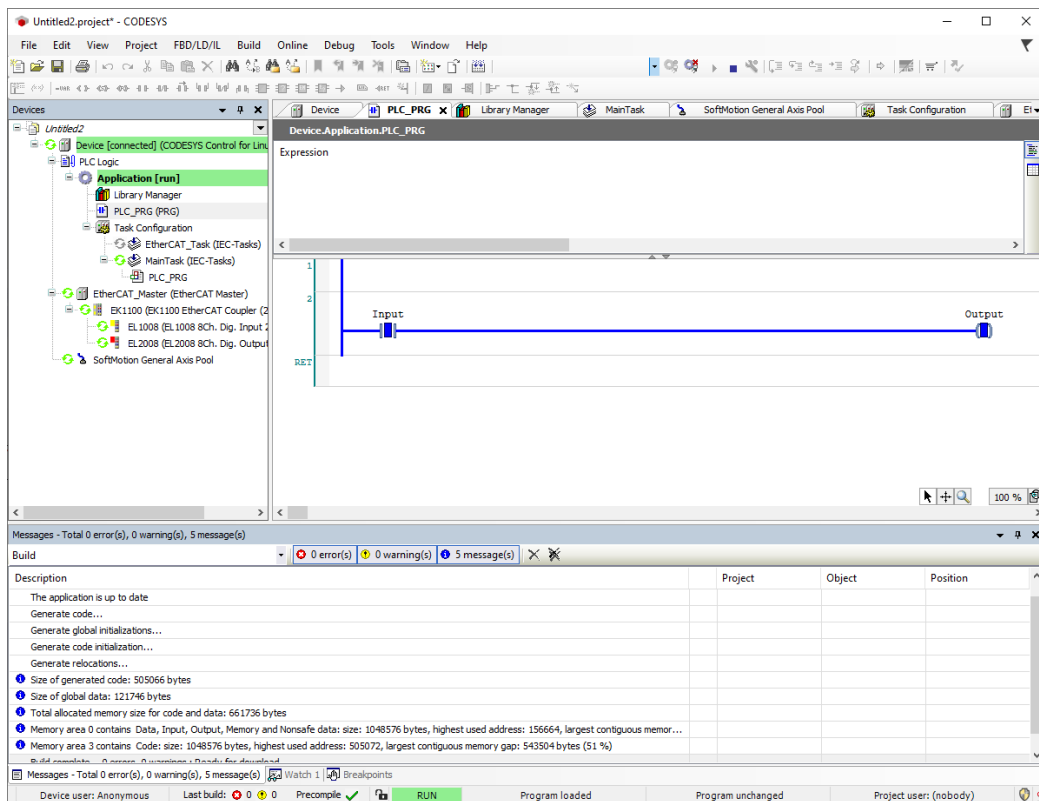 Untitled2.project* - CODESYS
File Edit View Project FBD/LD/IL Build Online Debug Tools Window Help
Devices
Device PLC_PRG Library Manager MainTask SoftMotion General Axis Pool Task Configuration
Untitled2
Device [connected] (CODESYS Control for
PLC Logic
Application [run]
Library Manager
PLC_PRG (PRG)
Task Configuration
EtherCAT_Task (IEC-Tasks)
MainTask (IEC-Tasks)
PLC_PRG
EtherCAT_Master (EtherCAT Master)
EK1100 (EK1100 EtherCAT Coupler (2
EL1008 (EL1008 8Ch. Dig. Input
EL2008 (EL2008 8Ch. Dig. Output
SoftMotion General Axis Pool
Device.Application.PLC_PRG
Expression
1
2
Input Output
RET
100 %
Messages - Total 0 error(s), 0 warning(s), 5 message(s)
Build 0 error(s) 0 warning(s) 5 message(s)
Description Project Object Position
The application is up to date
Generate code...
Generate global initializations...
Generate code initialization...
Generate relocations...
Size of generated code: 505066 bytes
Size of global data: 121746 bytes
Total allocated memory size for code and data: 661736 bytes
Memory area 0 contains Data, Input, Output, Memory and Nonsafe data: size: 1048576 bytes, highest used address: 156664, largest contiguous memor...
Memory area 3 contains Code: size: 1048576 bytes, highest used address: 505072, largest contiguous memory gap: 543504 bytes (51 %)
Build complete -- 0 errors, 0 warnings : Ready for download
Messages - Total 0 error(s), 0 warning(s), 5 message(s) Watch 1 Breakpoints
Device user: Anonymous Last build: 0 0 Precompile RUN Program loaded Program unchanged Project user: (nobody)